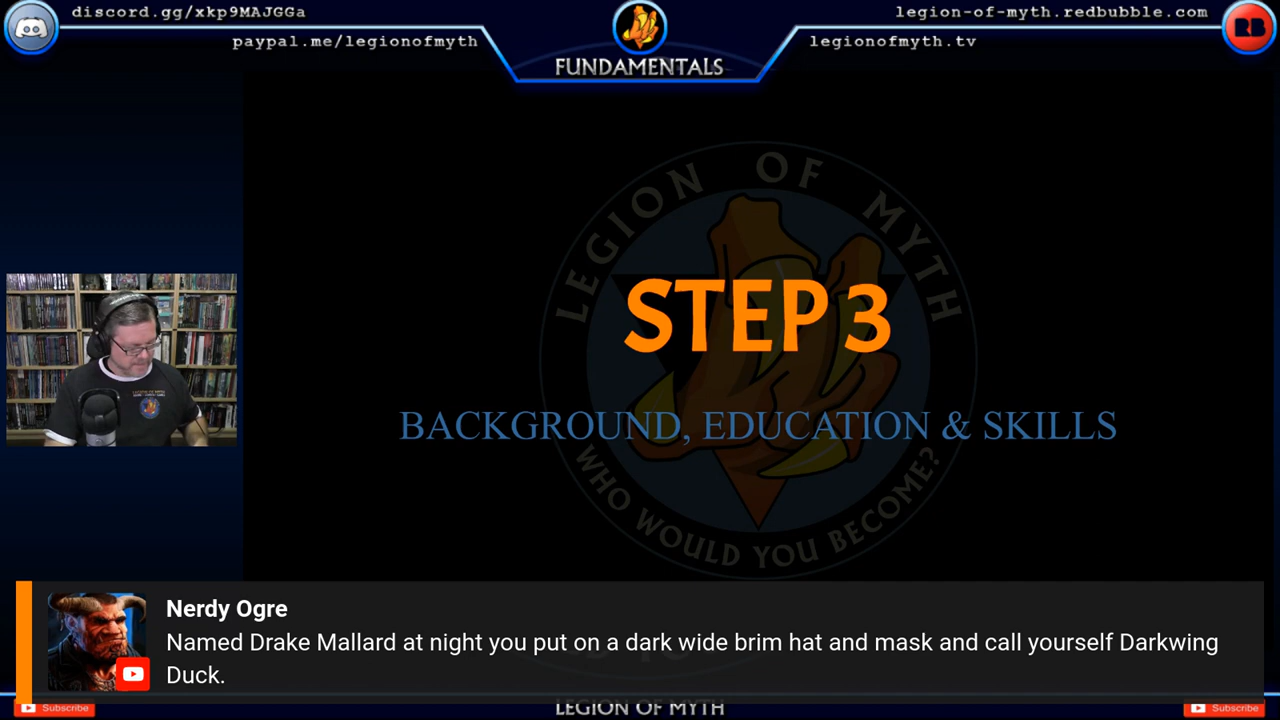 discord.gg/xkp9MAJGGa
legion-of-myth.redbubble.com
RB
paypal.me/legionofmyth
legionofmyth.tv
FUNDAMENTALS
LEGION OF MYTH
STEP 3
BACKGROUND, EDUCATION & SKILLS
WHO WOULD YOU BECOME?
Nerdy Ogre
Named Drake Mallard at night you put on a dark wide brim hat and mask and call yourself Darkwing
Duck.
Subscribe
LEGION OF MYTH
Subscribe